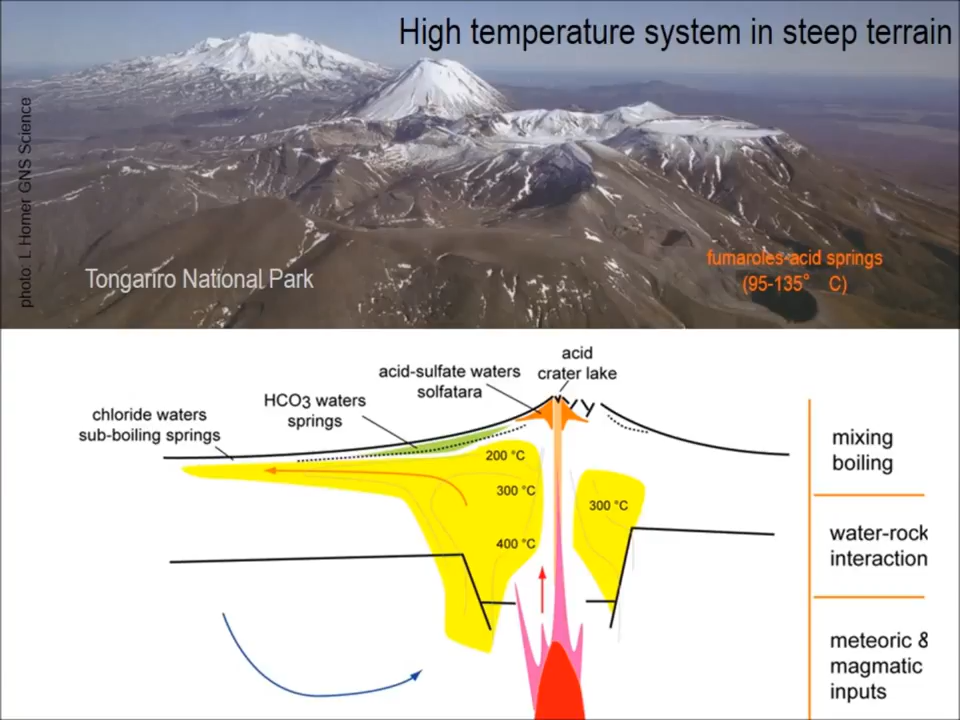 High temperature system in steep terrain
photo: L Homer GNS Science
Tongariro National Park
fumaroles-acid springs
(95-135° C)
acid
crater lake
acid-sulfate waters
solfatara
HCO3 waters
springs
chloride waters
sub-boiling springs
200 °C
300 °C
300 °C
400 °C
mixing
boiling
water-rock
interaction
meteoric &
magmatic
inputs